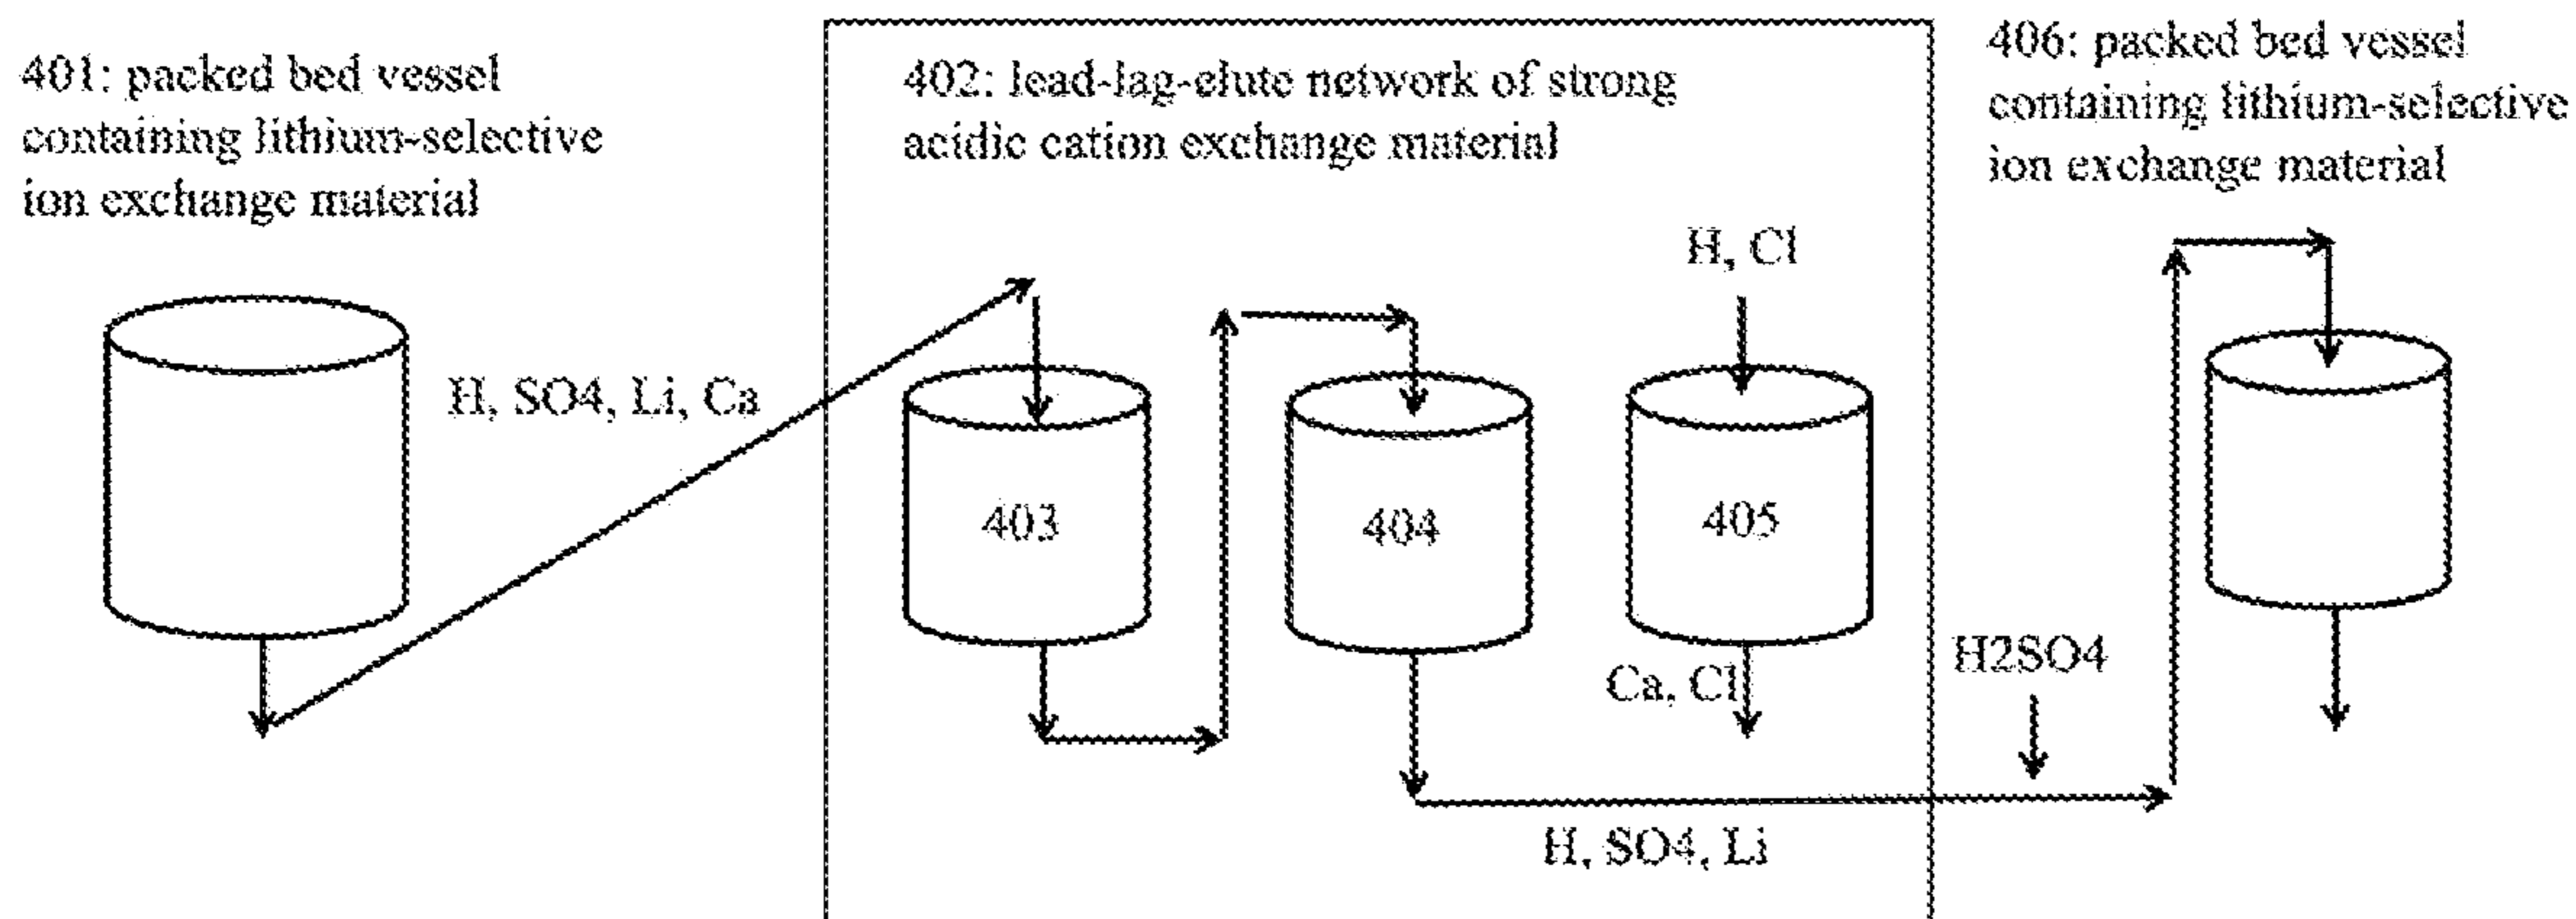 401: packed bed vessel
containing lithium-selective
ion exchange material
402: lead-lag-elute network of strong
acidic cation exchange material
406: packed bed vessel
containing lithium-selective
ion exchange material
H, Cl
H, SO4, Li, Ca
403
404
405
Ca, Cl
H2SO4
H, SO4, Li